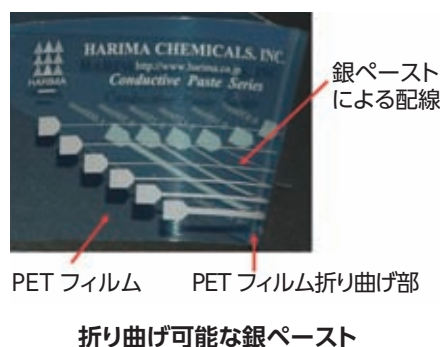 HARIMA CHEMICALS, INC.
http://www.harima.co.jp
Conductive Paste Series
HARIMA
銀ペースト
による配線
PET フィルム
PET フィルム折り曲げ部
折り曲げ可能な銀ペースト